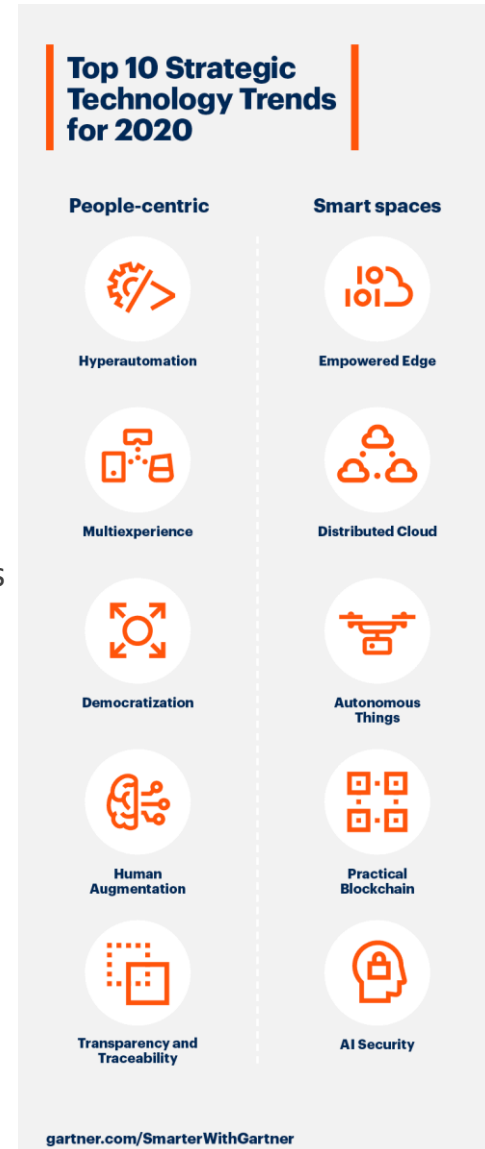 Top 10 Strategic
Technology Trends
for 2020
People-centric
Smart spaces
Hyperautomation
Empowered Edge
Multiexperience
Distributed Cloud
S
Democratization
Autonomous
Things
Human
Augmentation
Practical
Blockchain
Transparency and
Traceability
AI Security
gartner.com/SmarterWithGartner